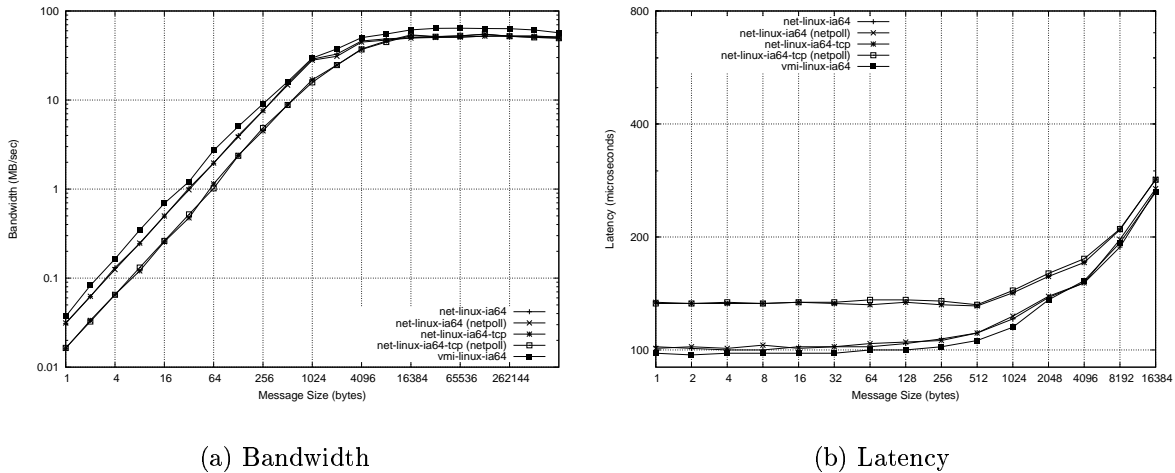 100
10
1
0.1
0.01
Bandwidth (MB/sec)
net-linux-ia64
net-linux-ia64 (netpoll)
net-linux-ia64-tcp
net-linux-ia64-tcp (netpoll)
vmi-linux-ia64
1 4 16 64 256 1024 4096 16384 65536 262144
Message Size (bytes)
(a) Bandwidth
800
400
200
100
Latency (microseconds)
net-linux-ia64
net-linux-ia64 (netpoll)
net-linux-ia64-tcp
net-linux-ia64-tcp (netpoll)
vmi-linux-ia64
1 2 4 8 16 32 64 128 256 512 1024 2048 4096 8192 16384
Message Size (bytes)
(b) Latency